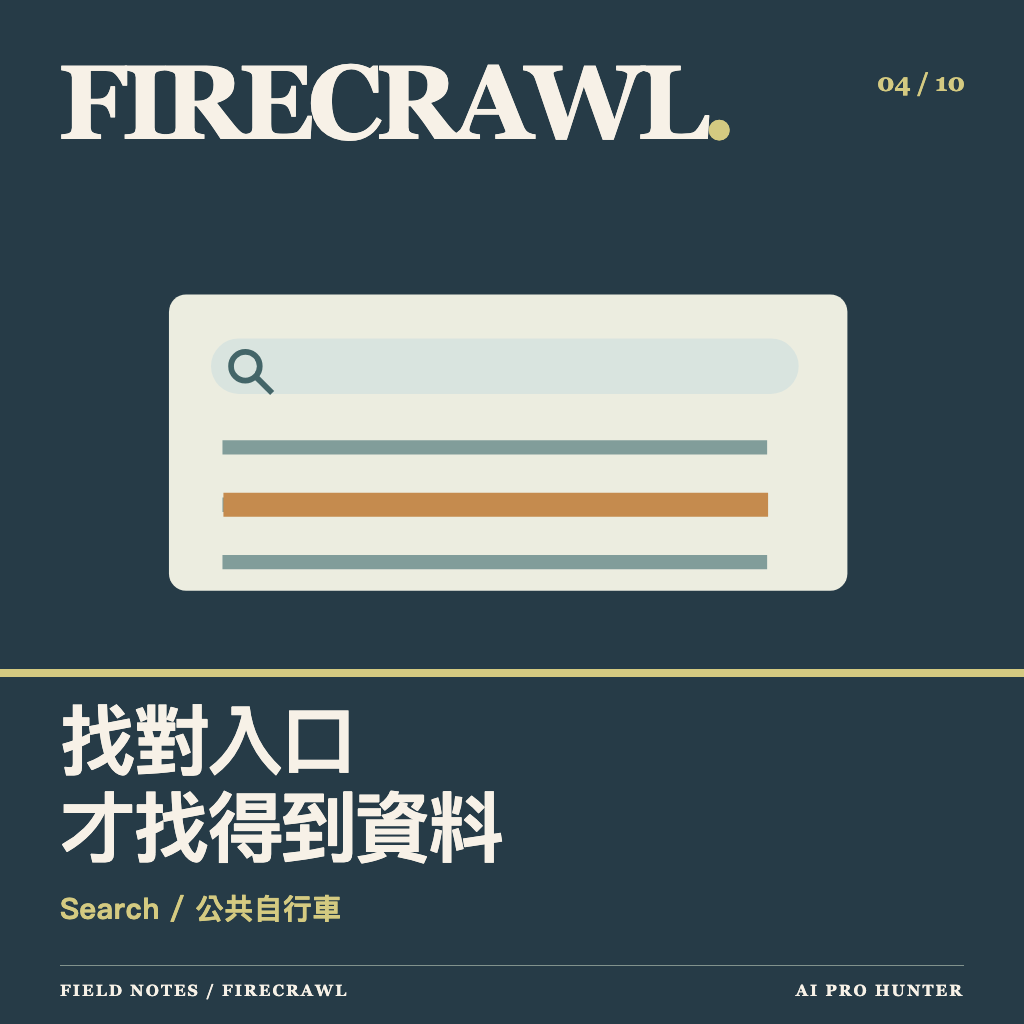 FIRECRAWL.
04 / 10
找對入口
才找得到資料
Search / 公共自行車
FIELD NOTES / FIRECRAWL
AI PRO HUNTER